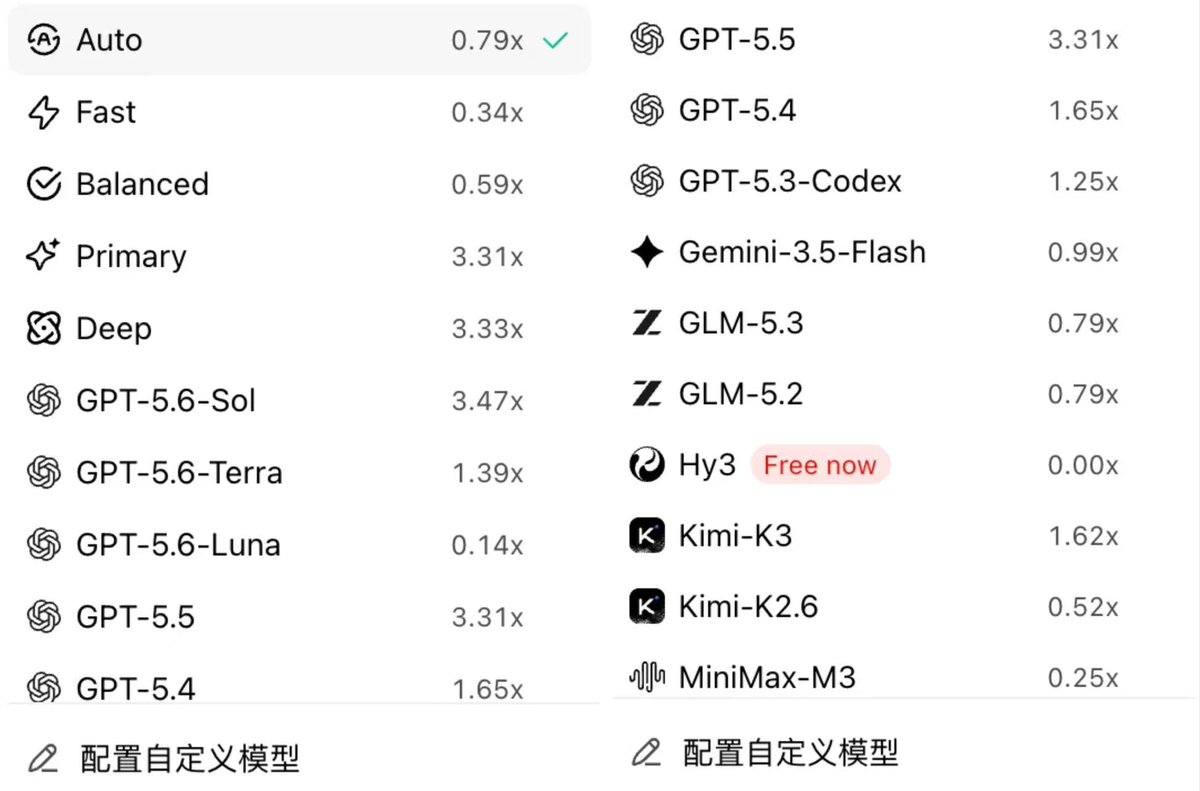 Auto 0.79x
Fast 0.34x
Balanced 0.59x
Primary 3.31x
Deep 3.33x
GPT-5.6-Sol 3.47x
GPT-5.6-Terra 1.39x
GPT-5.6-Luna 0.14x
GPT-5.5 3.31x
GPT-5.4 1.65x
配置自定义模型
GPT-5.5 3.31x
GPT-5.4 1.65x
GPT-5.3-Codex 1.25x
Gemini-3.5-Flash 0.99x
GLM-5.3 0.79x
GLM-5.2 0.79x
Hy3 Free now 0.00x
Kimi-K3 1.62x
Kimi-K2.6 0.52x
MiniMax-M3 0.25x
配置自定义模型